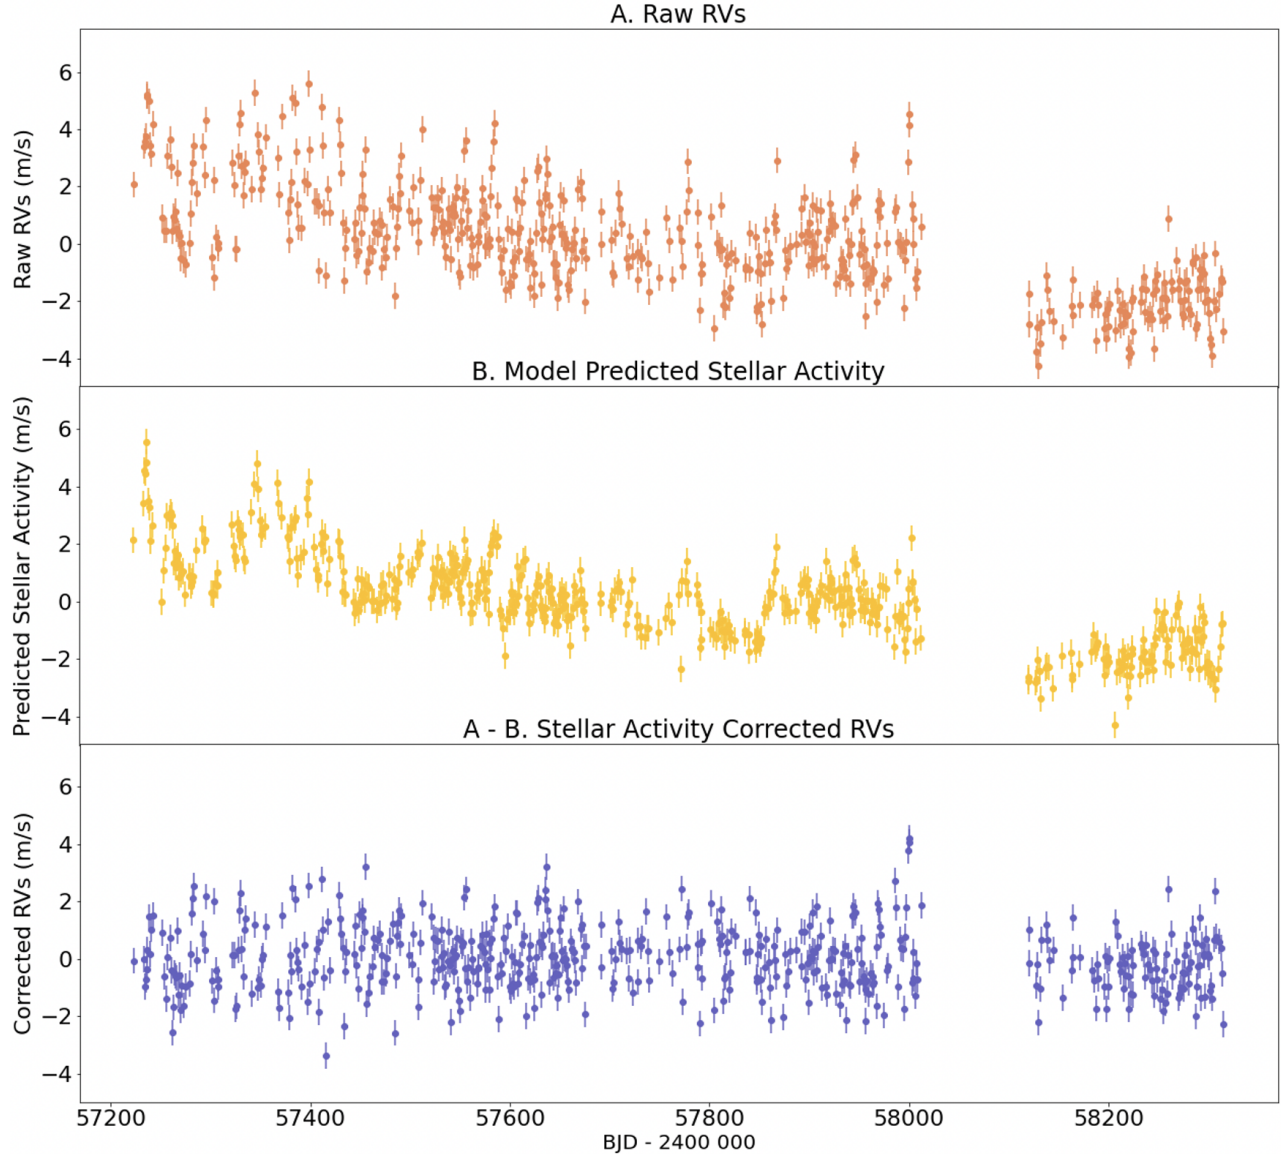 A. Raw RVs
Raw RVs (m/s)
6
4
2
0
−2
−4
B. Model Predicted Stellar Activity
Predicted Stellar Activity (m/s)
6
4
2
0
−2
−4
A - B. Stellar Activity Corrected RVs
Corrected RVs (m/s)
6
4
2
0
−2
−4
57200 57400 57600 57800 58000 58200
BJD - 2400 000